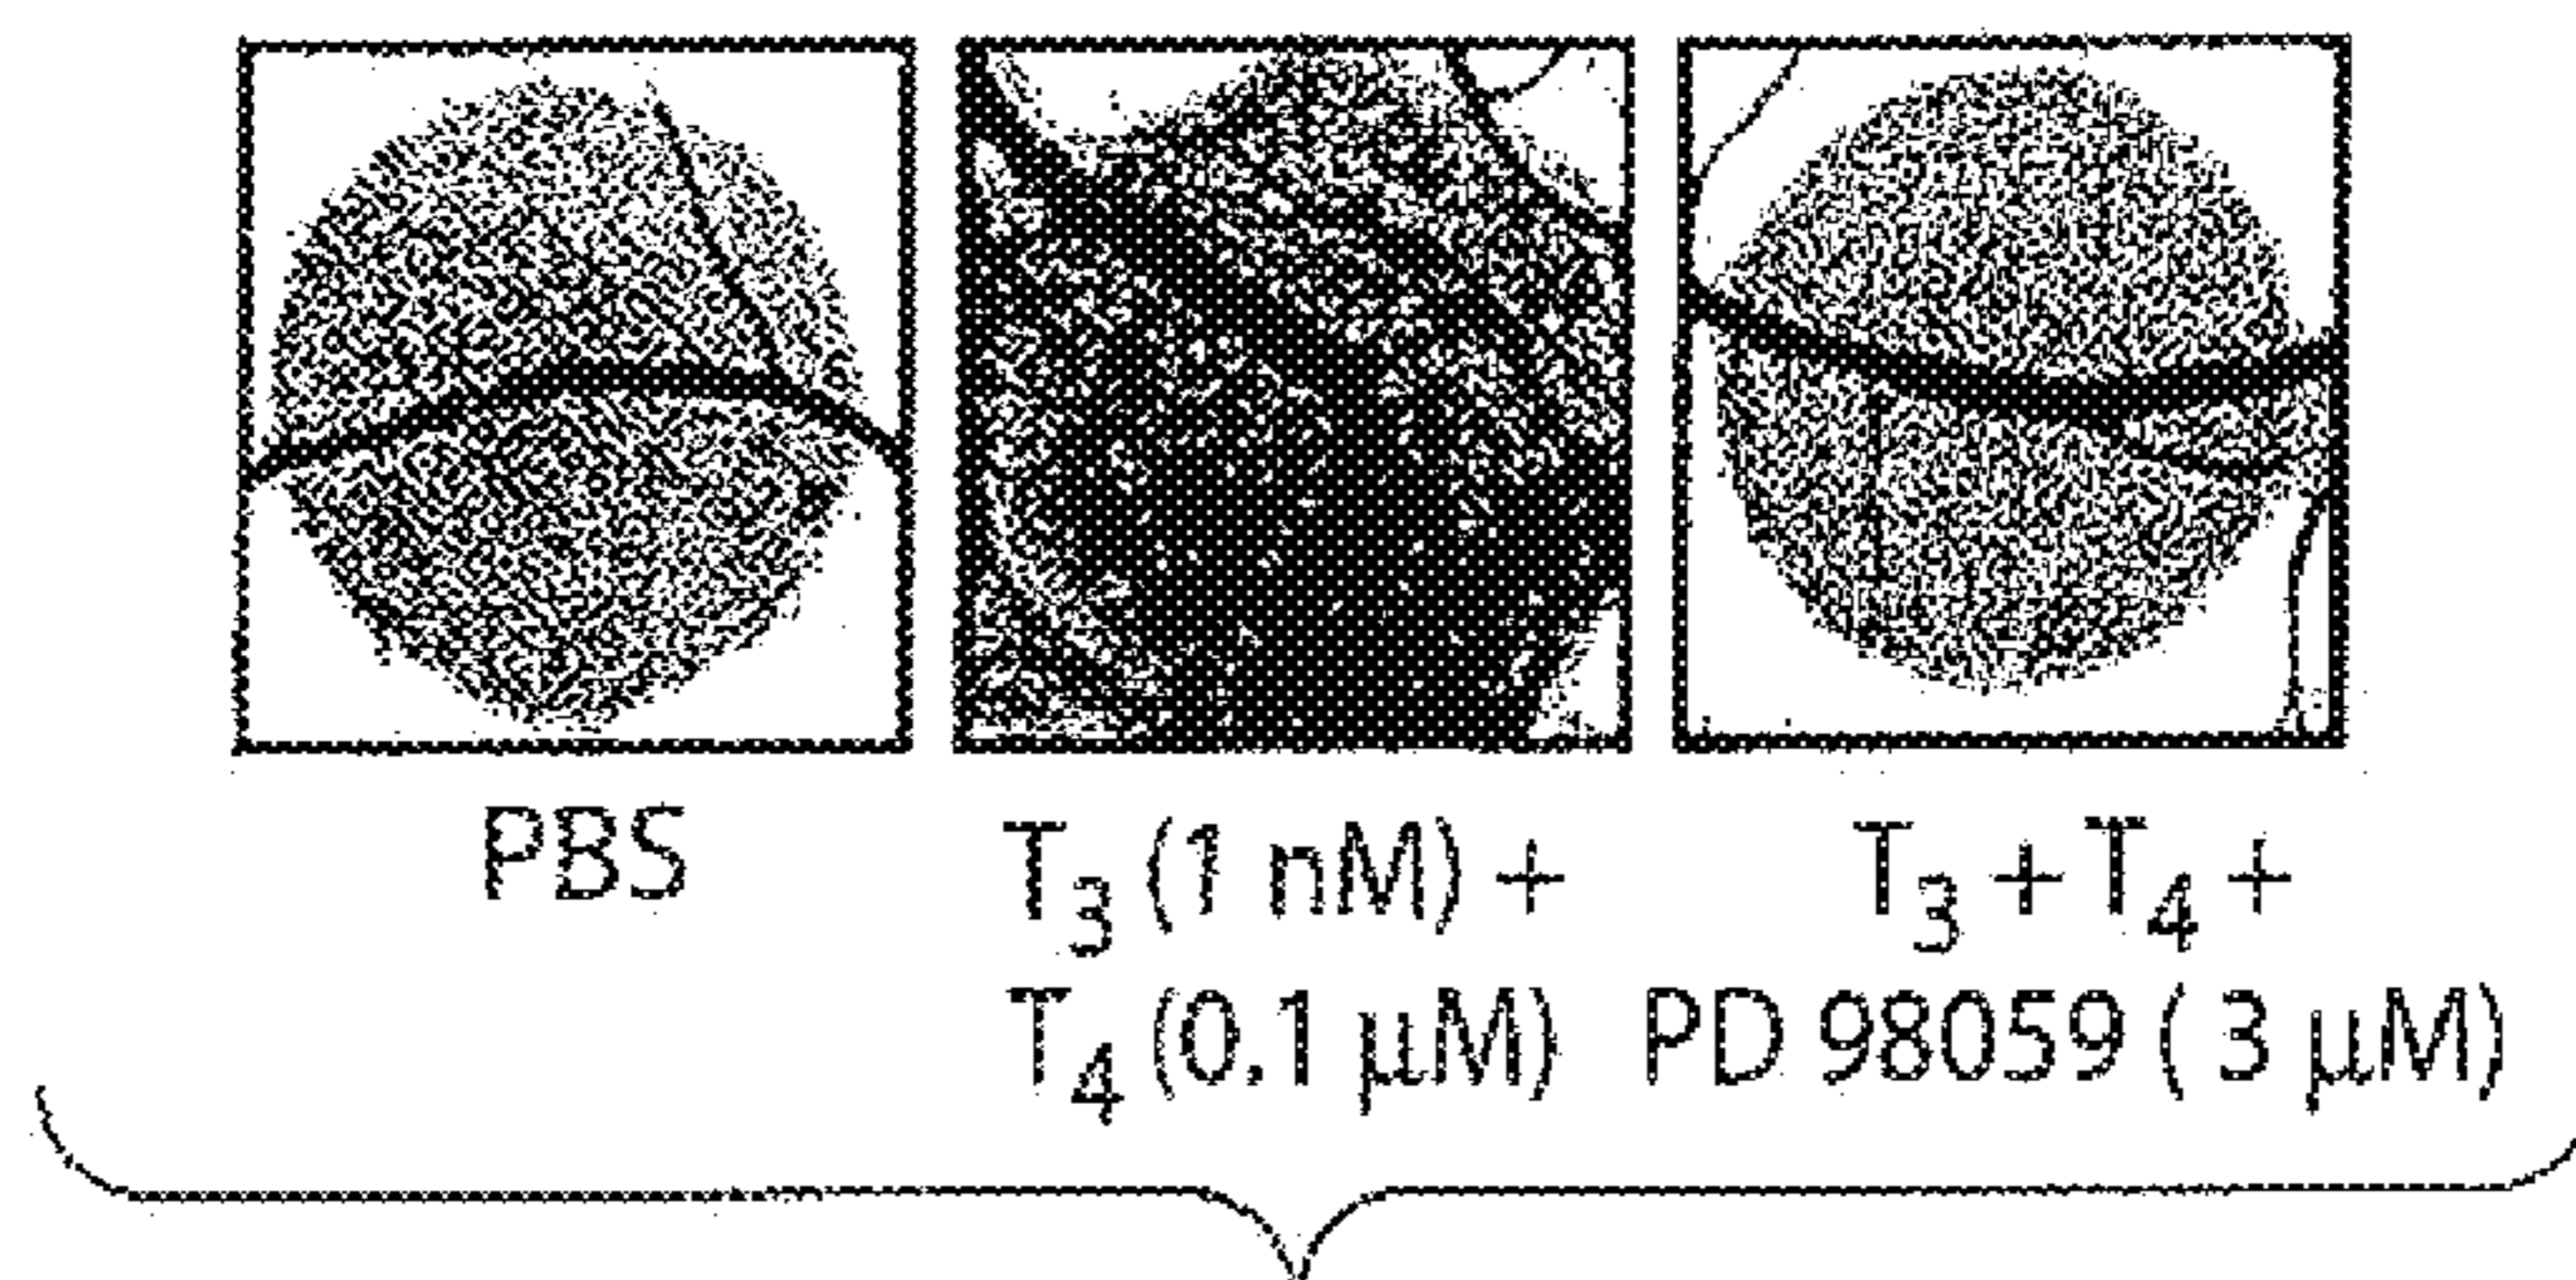 PBS
T₃ (1 nM) +
T₄ (0.1 μM)
T₃ + T₄ +
PD 98059 ( 3 μM)